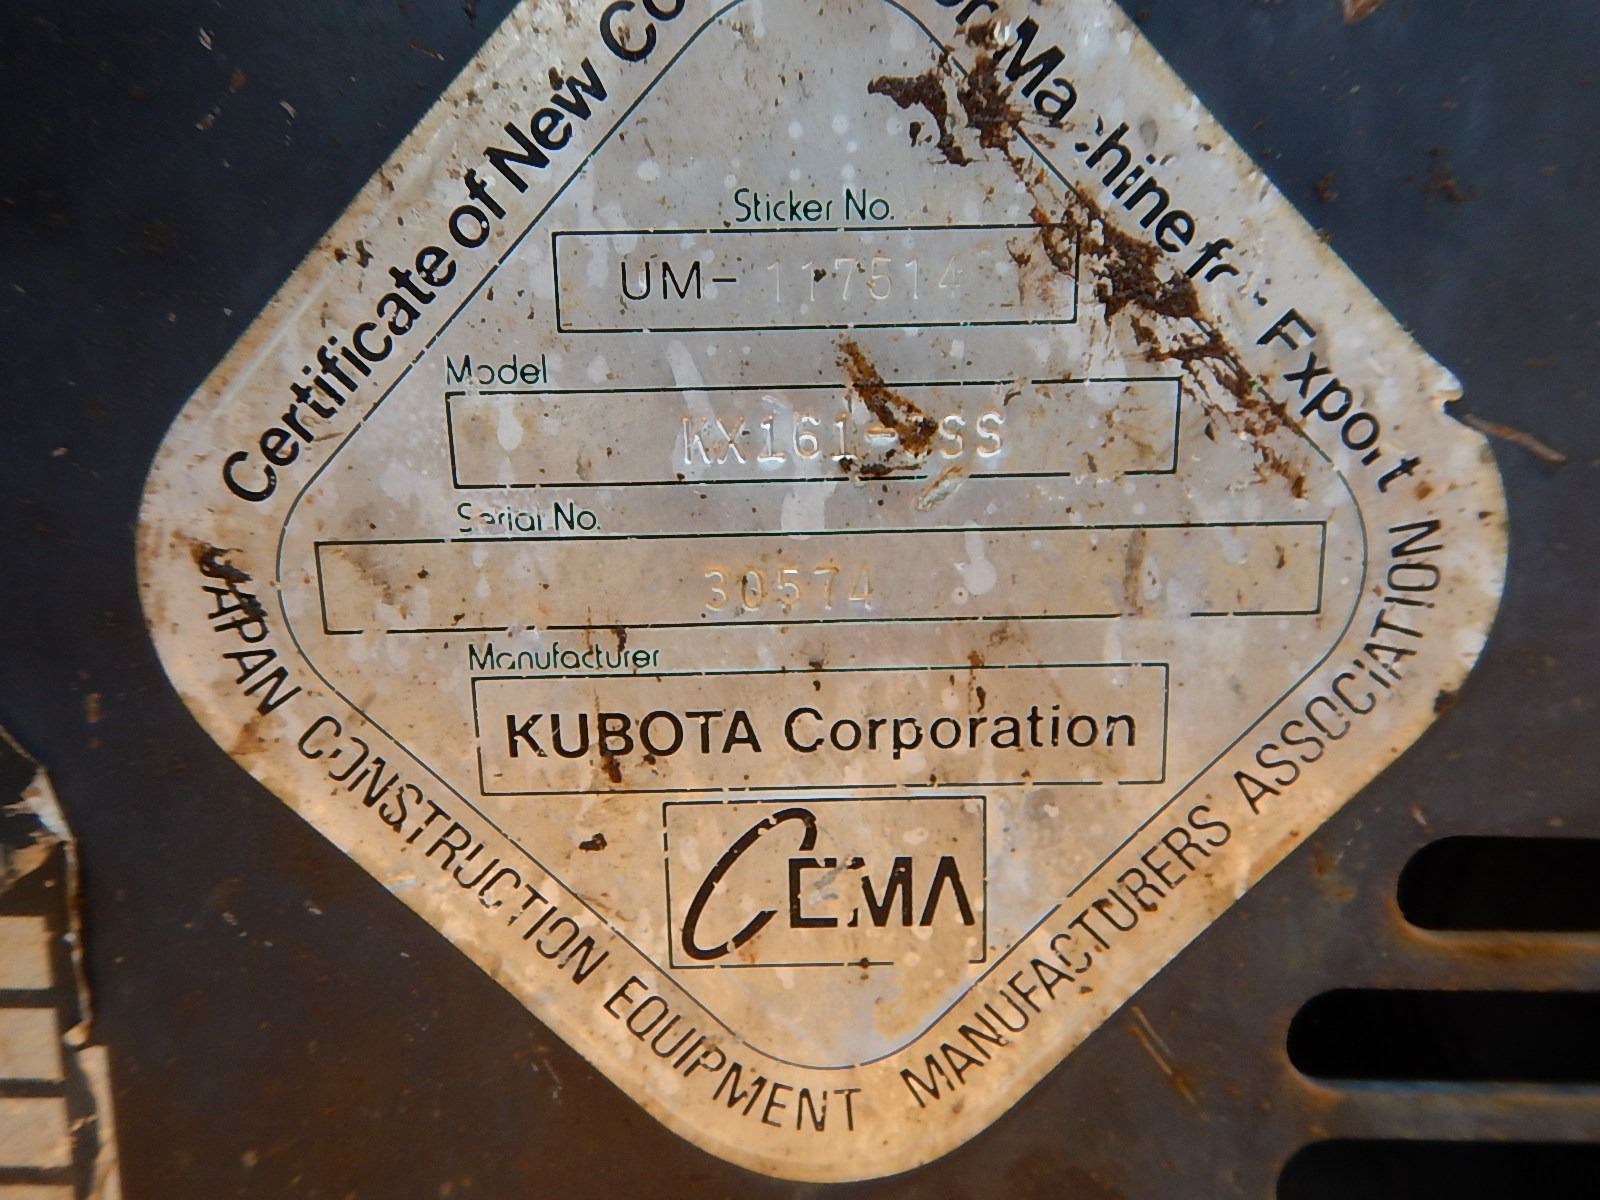 Certificate of New
Machine for Export
Sticker No.
UM-117514
Model
Serial No.
30574
Manufacturer
KUBOTA Corporation
CEMA
JAPAN CONSTRUCTION EQUIPMENT MANUFACTURERS ASSOCIATION